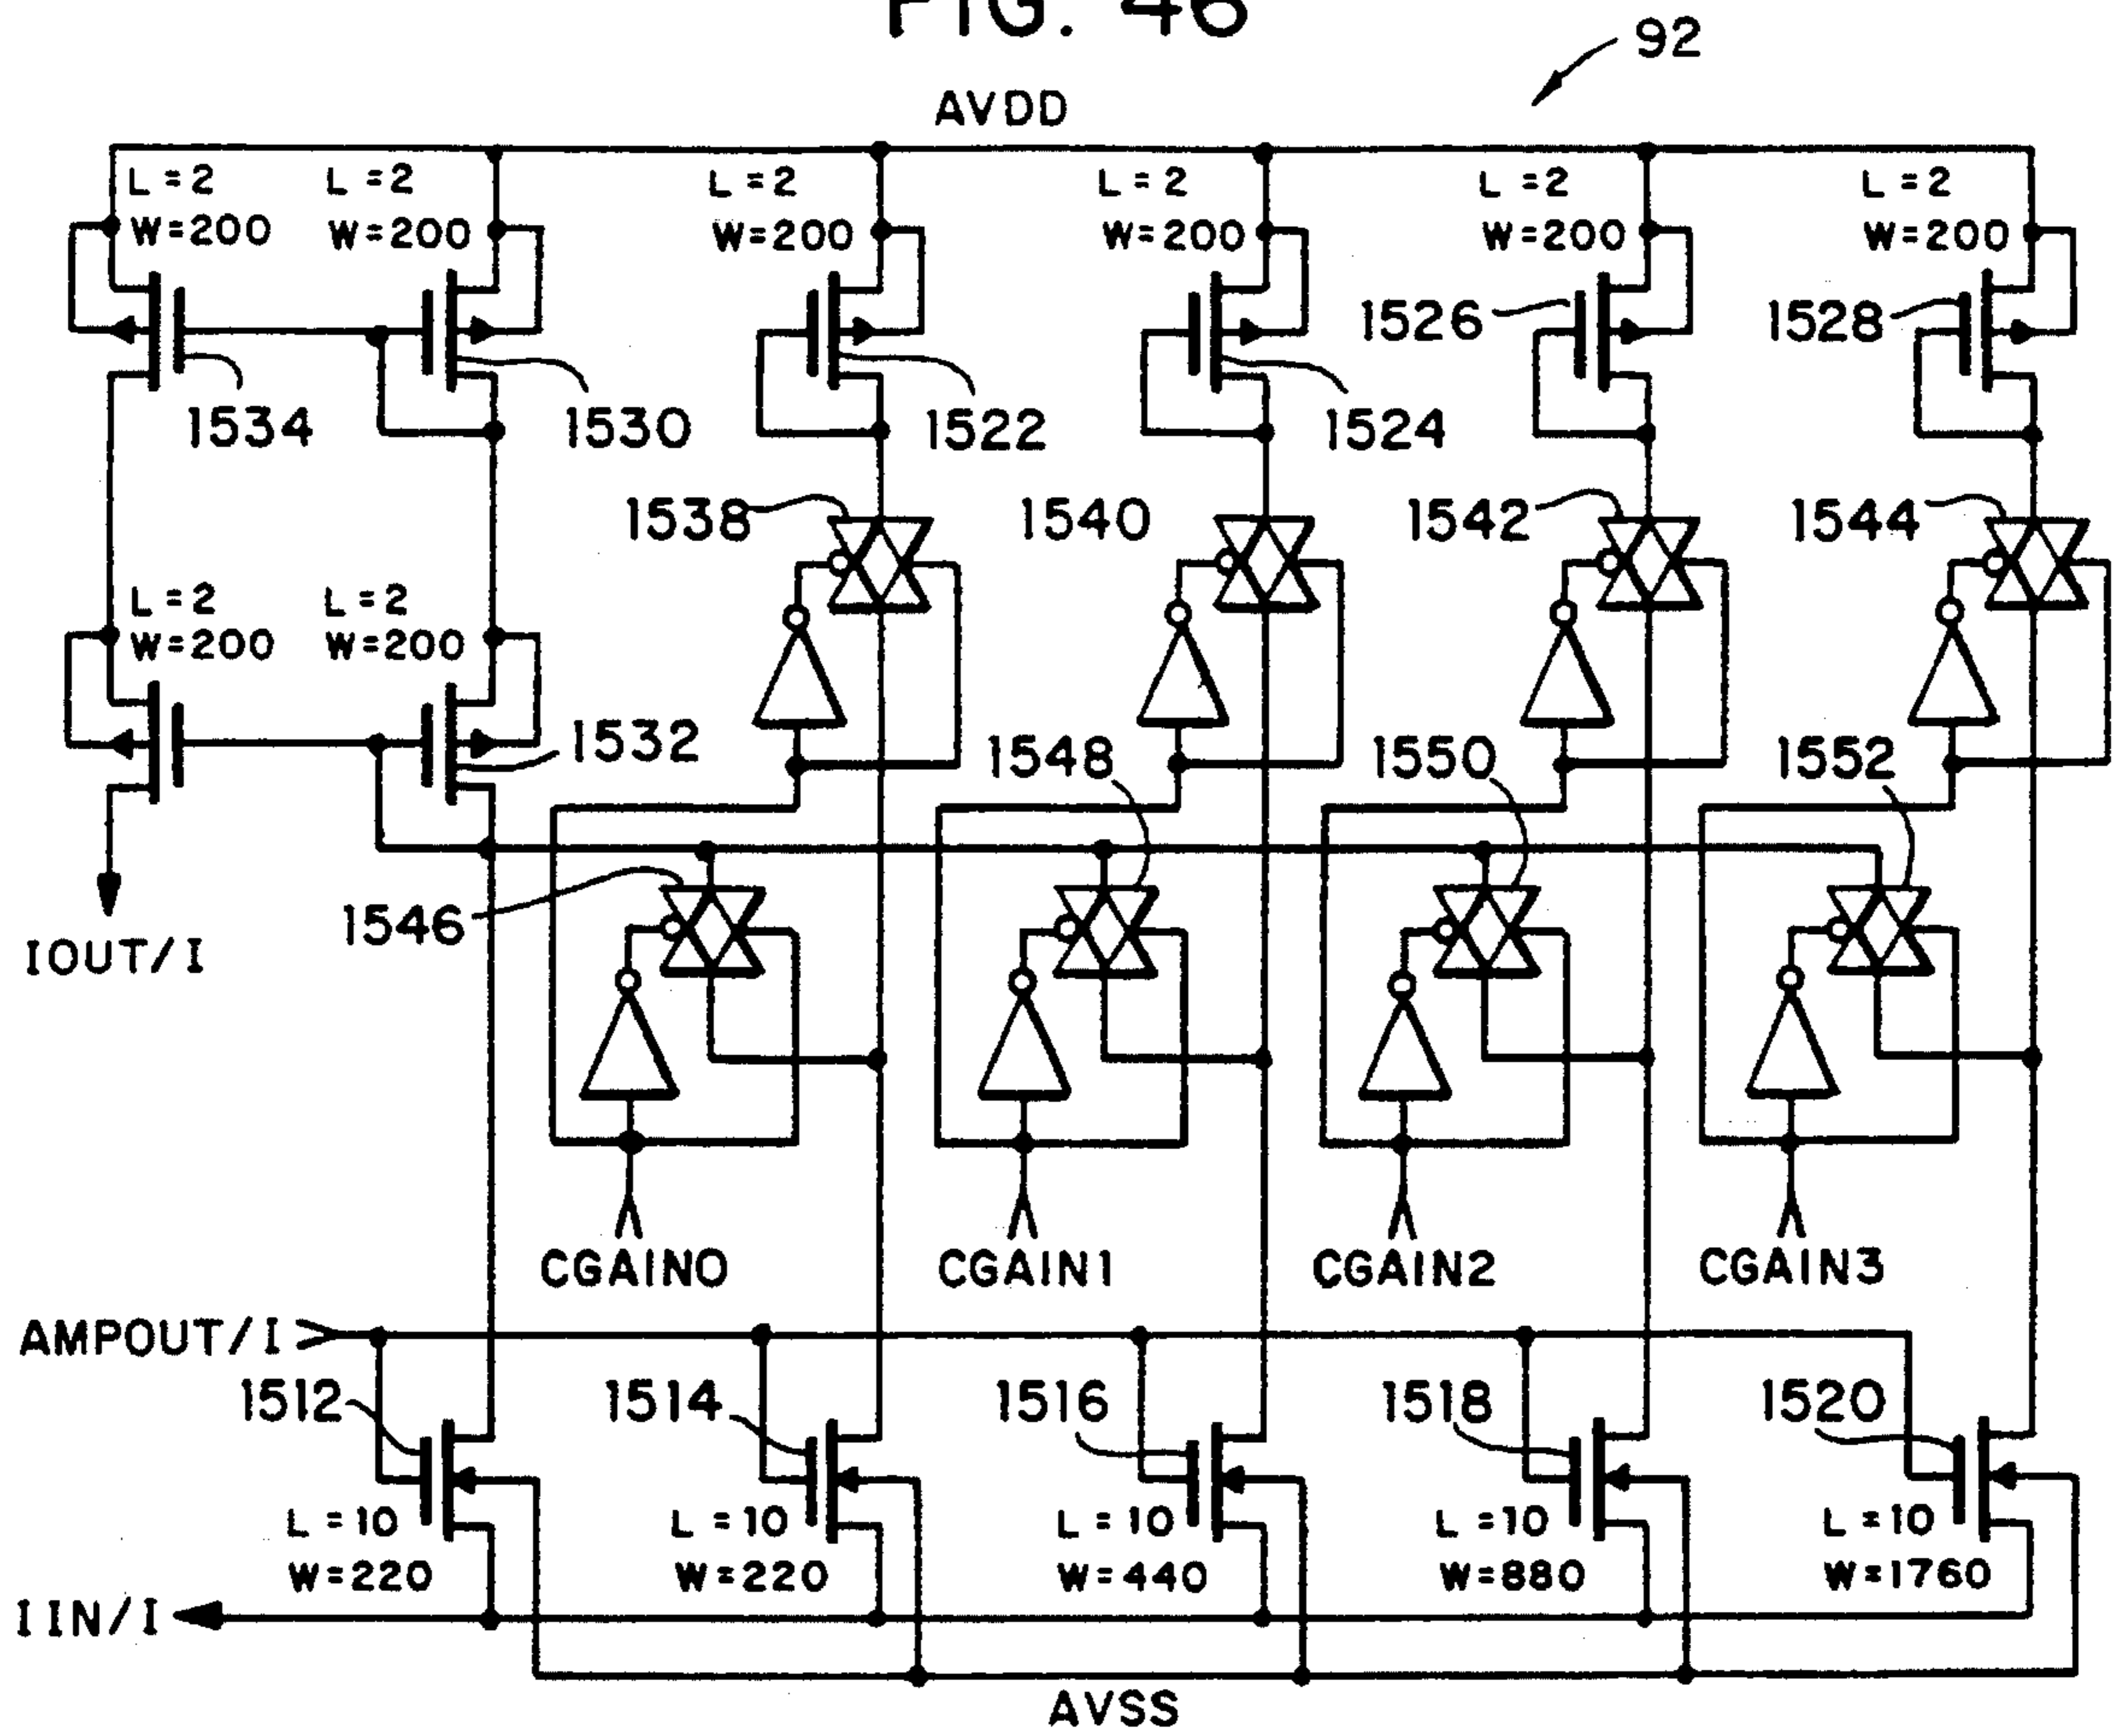 FIG. 46
92
AVDD
L=2 L=2 L=2 L=2 L=2 L=2
W=200 W=200 W=200 W=200 W=200 W=200
1526 1528
1534 1530 1522 1524
1538 1540 1542 1544
L=2 L=2
W=200 W=200
1532 1548 1550 1552
1546
IOUT/I
CGAIN0 CGAIN1 CGAIN2 CGAIN3
AMPOUT/I
1512 1514 1516 1518 1520
L=10 L=10 L=10 L=10 L=10
W=220 W=220 W=440 W=880 W=1760
IIN/I
AVSS